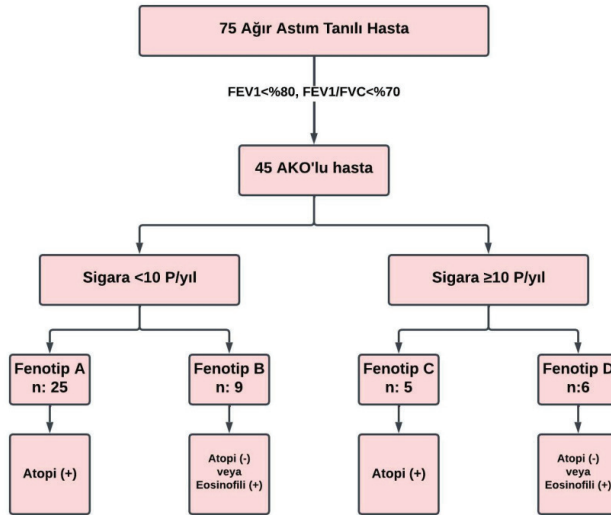 75 Ağır Astım Tanılı Hasta
FEV1<%80, FEV1/FVC<%70
45 AKO'lu hasta
Sigara <10 P/yıl
Sigara ≥10 P/yıl
Fenotip A
n: 25
Fenotip B
n: 9
Fenotip C
n: 5
Fenotip D
n:6
Atopi (+)
Atopi (-)
veya
Eosinofili (+)
Atopi (+)
Atopi (-)
veya
Eosinofili (+)